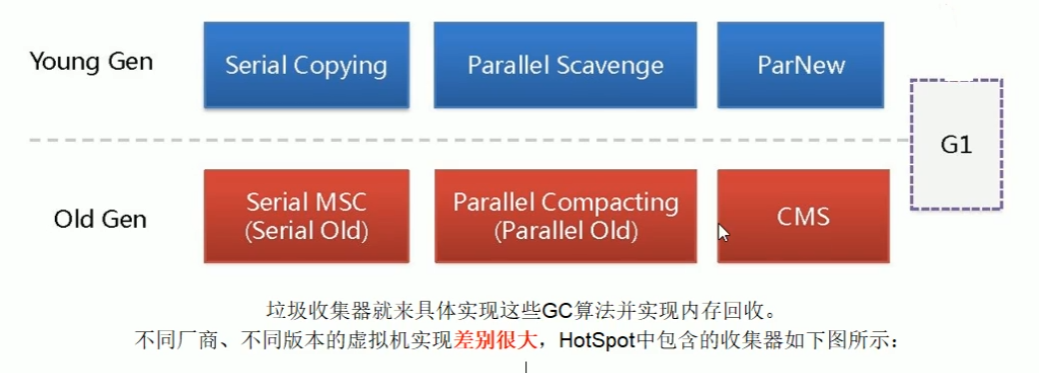 Young Gen
Serial Copying
Parallel Scavenge
ParNew
G1
Old Gen
Serial MSC
(Serial Old)
Parallel Compacting
(Parallel Old)
CMS
垃圾收集器就来具体实现这些GC算法并实现内存回收。
不同厂商、不同版本的虚拟机实现差别很大，HotSpot中包含的收集器如下图所示：